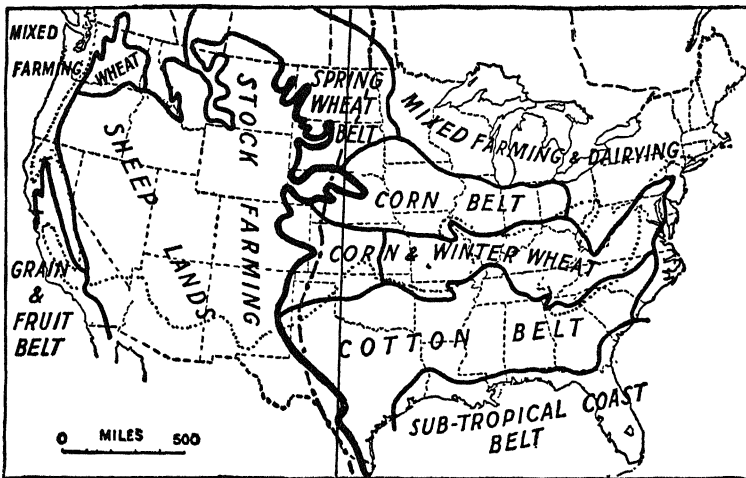 MIXED
FARMING
WHEAT
STOCK
FARMING
SPRING
WHEAT
BELT
MIXED FARMING & DAIRYING
SHEEP
LANDS
CORN BELT
CORN & WINTER WHEAT
GRAIN
&
FRUIT
BELT
COTTON BELT
SUB-TROPICAL COAST
BELT
0 MILES 500